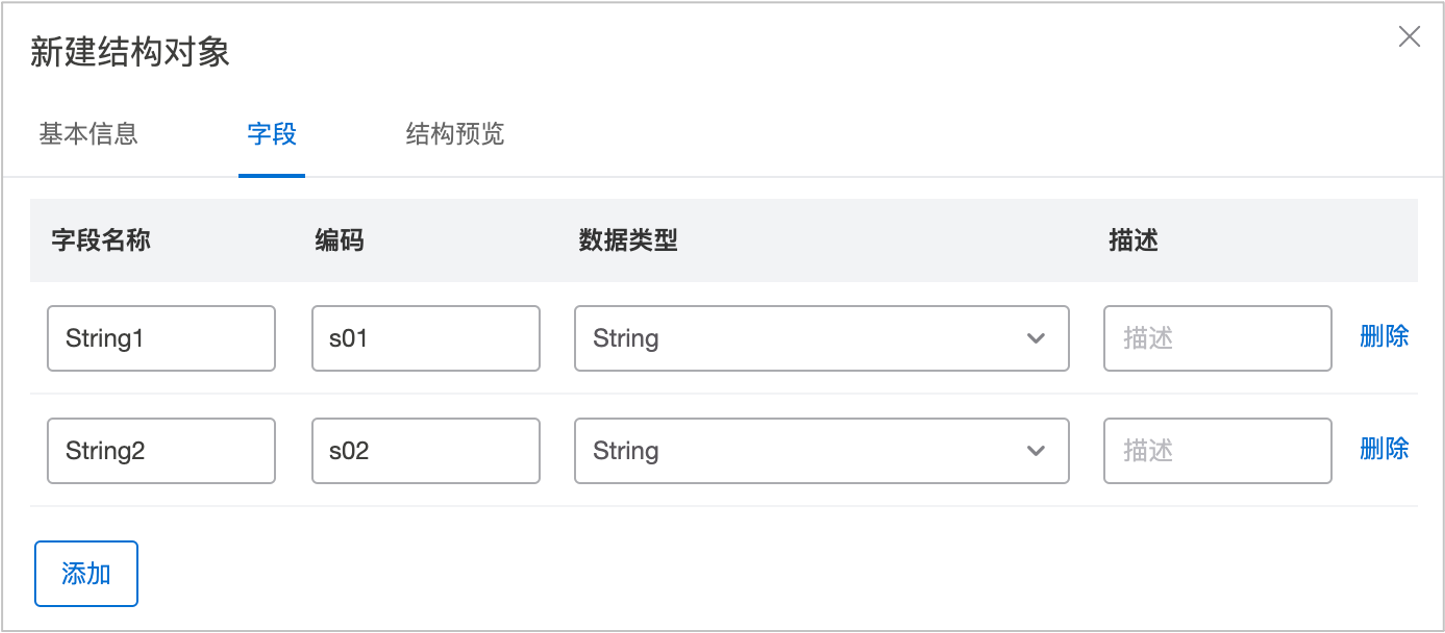 新建结构对象
基本信息 字段 结构预览
字段名称 编码 数据类型 描述
String1 s01 String 描述 删除
String2 s02 String 描述 删除
添加